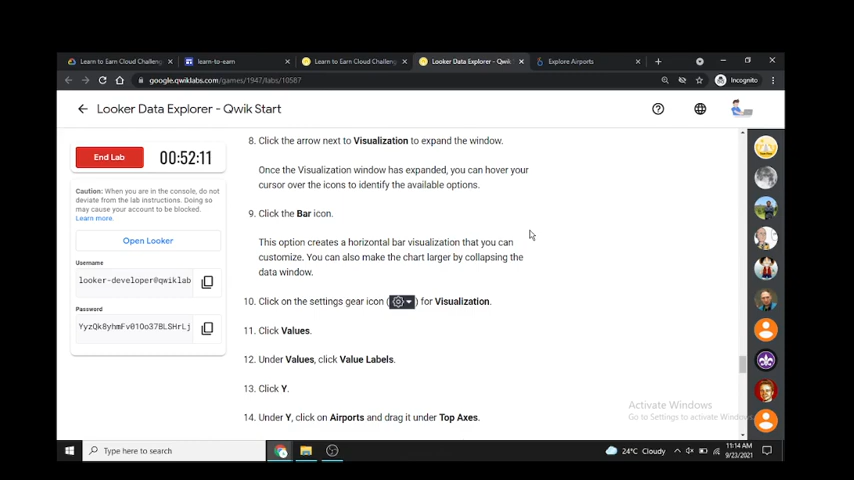 Learn to Earn Cloud Challeng
learn-to-earn
Learn to Earn Cloud Challenge
Looker Data Explorer - Qwik
Explore Airports
google.qwiklabs.com/games/1947/labs/10587
Incognito
Looker Data Explorer - Qwik Start
End Lab
00:52:11
Caution: When you are in the console, do not
deviate from the lab instructions. Doing so
may cause your account to be blocked.
Learn more.
Open Looker
Username
looker-developer@qwiklab
Password
YyzQk8yhmFv01Oo37BLSHrLj
8. Click the arrow next to Visualization to expand the window.
Once the Visualization window has expanded, you can hover your
cursor over the icons to identify the available options.
9. Click the Bar icon.
This option creates a horizontal bar visualization that you can
customize. You can also make the chart larger by collapsing the
data window.
10. Click on the settings gear icon ( ) for Visualization.
11. Click Values.
12. Under Values, click Value Labels.
13. Click Y.
14. Under Y, click on Airports and drag it under Top Axes.
Activate Windows
Go to Settings to activate Windows
Type here to search
24°C Cloudy
11:14 AM
9/23/2021